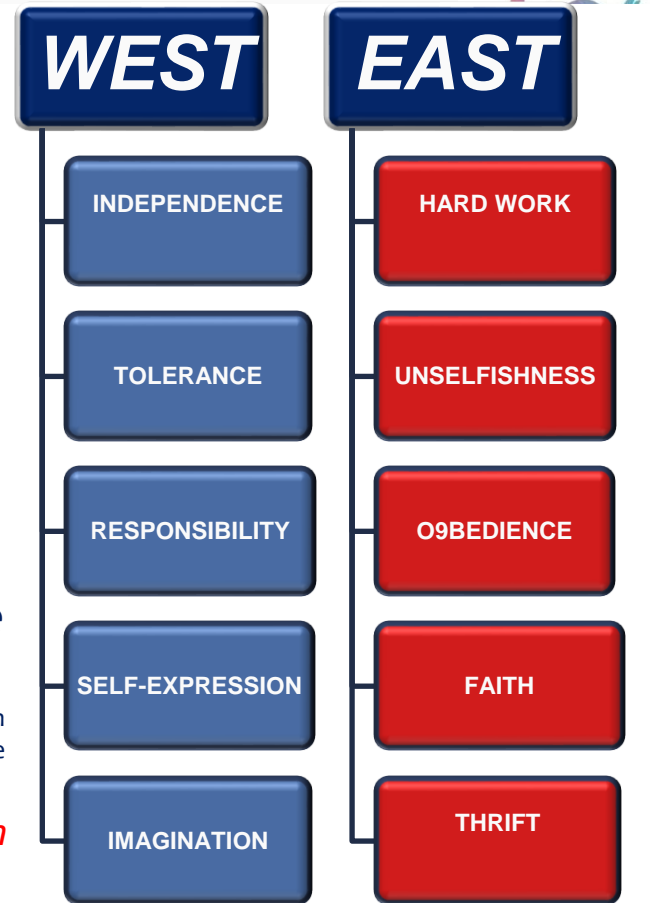 WEST
INDEPENDENCE
TOLERANCE
RESPONSIBILITY
SELF-EXPRESSION
IMAGINATION
EAST
HARD WORK
UNSELFISHNESS
O9BEDIENCE
FAITH
THRIFT